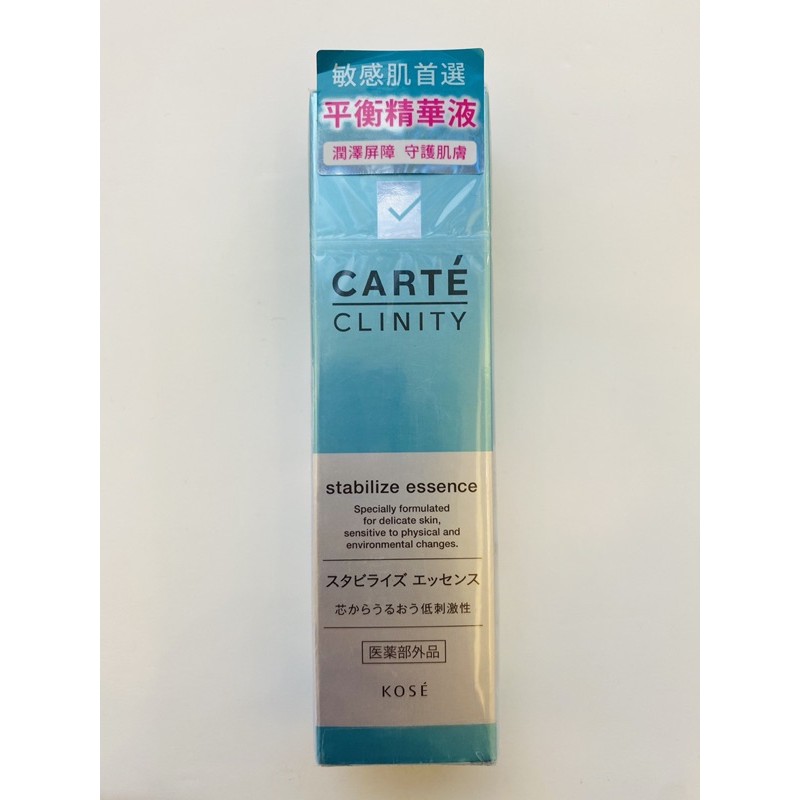 敏感肌首選
平衡精華液
潤澤屏障 守護肌膚
CARTÉ
CLINITY
stabilize essence
Specially formulated
for delicate skin,
sensitive to physical and
environmental changes.
スタビライズ エッセンス
芯からうるおう低刺激性
医薬部外品
KOSÉ